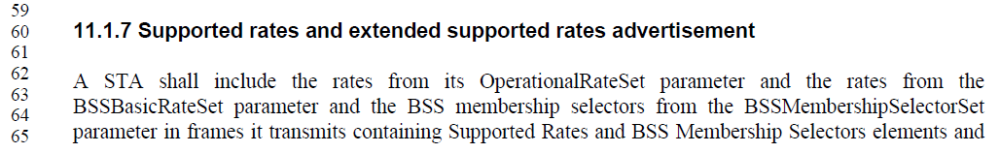 59
60 11.1.7 Supported rates and extended supported rates advertisement
61
62 A STA shall include the rates from its OperationalRateSet parameter and the rates from the
63 BSSBasicRateSet parameter and the BSS membership selectors from the BSSMembershipSelectorSet
64 parameter in frames it transmits containing Supported Rates and BSS Membership Selectors elements and
65